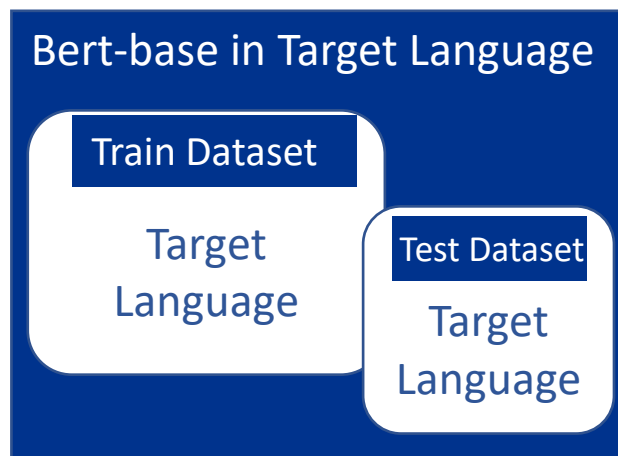 Bert-base in Target Language
Train Dataset
Target
Language
Test Dataset
Target
Language